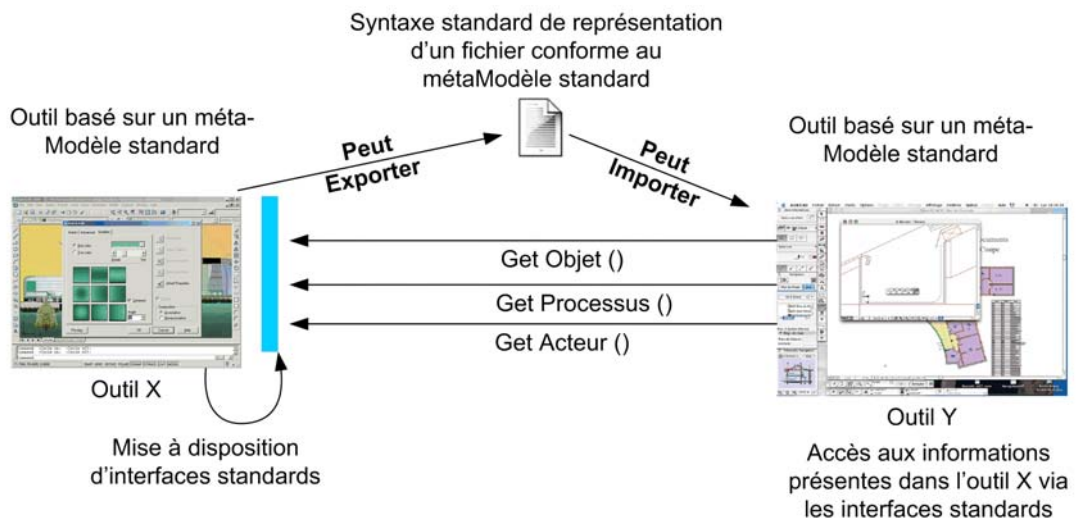 Syntaxe standard de représentation
d'un fichier conforme au
métaModèle standard
Outil basé sur un méta-
Modèle standard
Outil basé sur un méta-
Modèle standard
Peut
Exporter
Peut
Importer
Get Objet ()
Get Processus ()
Get Acteur ()
Outil X
Outil Y
Mise à disposition
d'interfaces standards
Accès aux informations
présentes dans l'outil X via
les interfaces standards